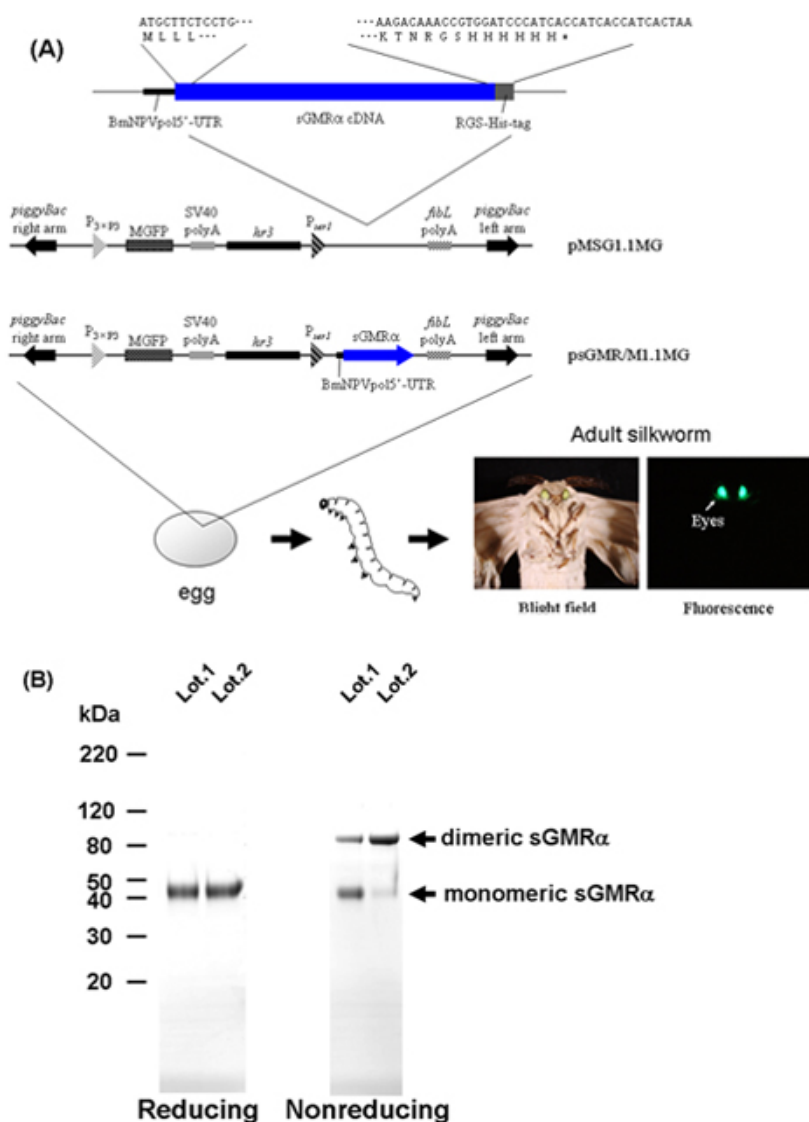 ATGCTTCTCCTG··· ···AAGACAAACCGTGGATCCCATCACCATCACCATCACTAA
M L L L ··· ···K T N R G S H H H H H H *
(A)
BmNPVpol5'-UTR sGMRα cDNA RGS-His-tag
piggyBac right arm P3×P3 MGFP SV40 polyA hr3 Pser1 fibL polyA piggyBac left arm pMSG1.1MG
piggyBac right arm P3×P3 MGFP SV40 polyA hr3 Pser1 sGMRα fibL polyA piggyBac left arm psGMR/M1.1MG
BmNPVpol5'-UTR
Adult silkworm
Eyes
egg
Blight field Fluorescence
(B)
Lot.1 Lot.2 Lot.1 Lot.2
kDa
220
120
80 dimeric sGMRα
50
40 monomeric sGMRα
30
20
Reducing Nonreducing